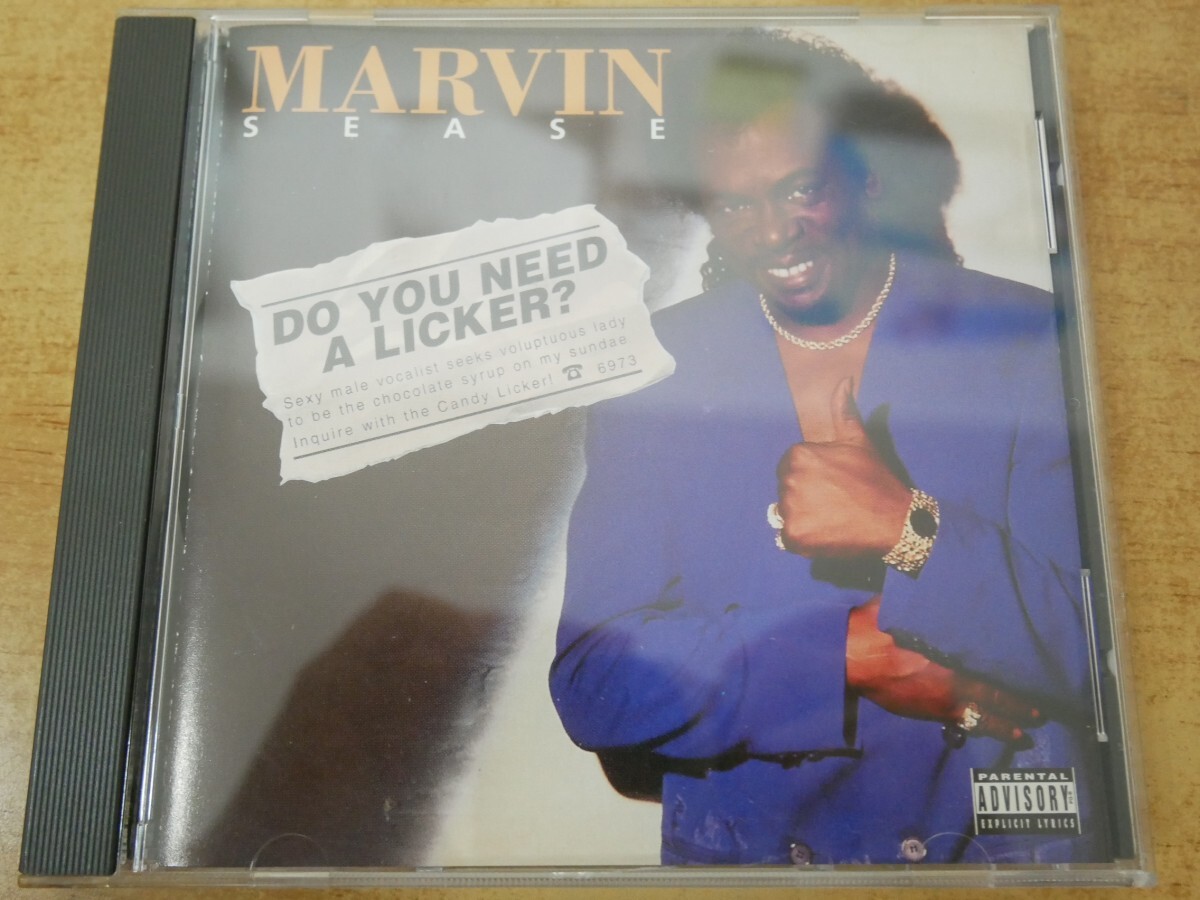 MARVIN
SEASE
DO YOU NEED
A LICKER?
Sexy male vocalist seeks voluptuous lady
to be the chocolate syrup on my sundae
Inquire with the Candy Licker! ☎ 6973
PARENTAL
ADVISORY
EXPLICIT LYRICS